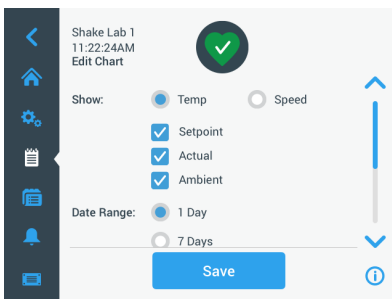 Shake Lab 1
11:22:24AM
Edit Chart
Show: Temp Speed
Setpoint
Actual
Ambient
Date Range: 1 Day
7 Days
Save